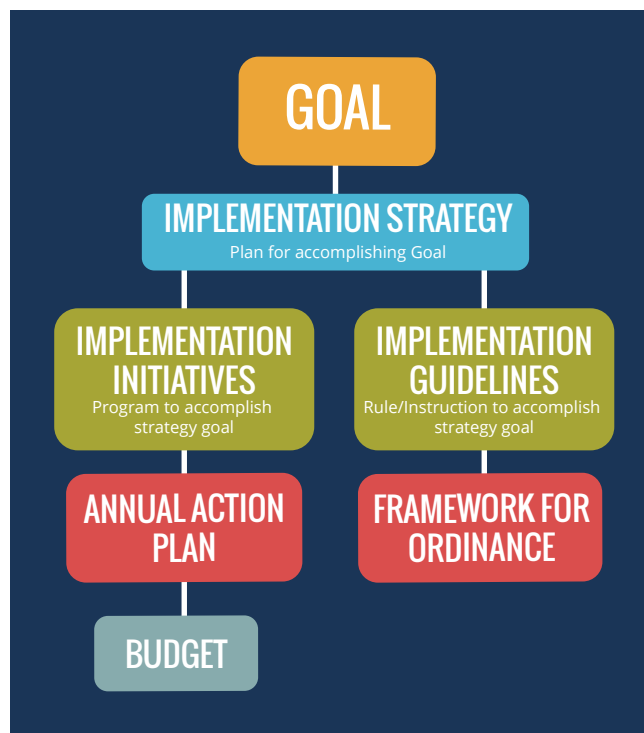 GOAL
IMPLEMENTATION STRATEGY
Plan for accomplishing Goal
IMPLEMENTATION
INITIATIVES
Program to accomplish
strategy goal
IMPLEMENTATION
GUIDELINES
Rule/Instruction to accomplish
strategy goal
ANNUAL ACTION
PLAN
FRAMEWORK FOR
ORDINANCE
BUDGET